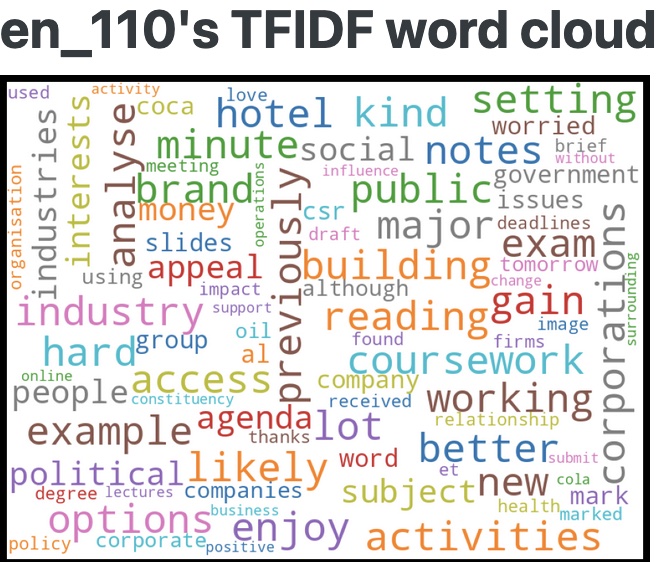 en_110's TFIDF word cloud
used
activity
love
coca
hotel
kind
setting
worried
industries
interests
analyse
minute
social
notes
brief
without
meeting
influence
government
organisation
brand
operations
previously
public
issues
money
csr
major
deadlines
draft
slides
exam
corporations
appeal
building
tomorrow
surrounding
using
impact
although
change
industry
support
reading
gain
image
hard
group
oil
found
firms
al
coursework
online
access
company
people
constituency
received
working
example
agenda
lot
relationship
thanks
better
political
likely
word
et
submit
degree
lectures
companies
subject
new
cola
mark
options
business
health
marked
enjoy
activities
policy
corporate
positive